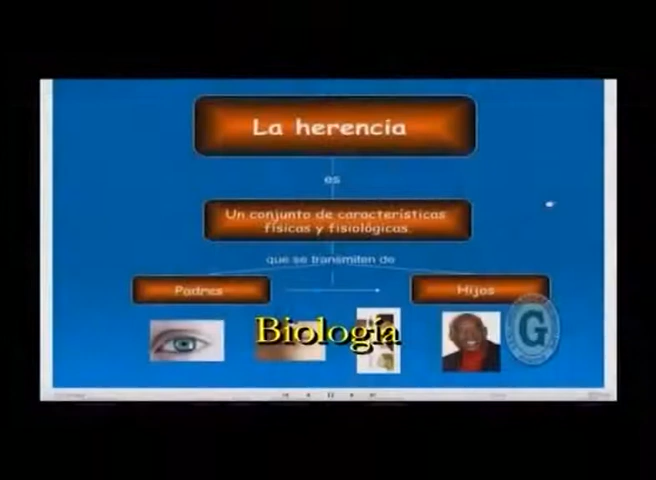 La herencia
es
Un conjunto de características
físicas y fisiológicas.
que se transmiten de
Padres
Hijos
Biología
G